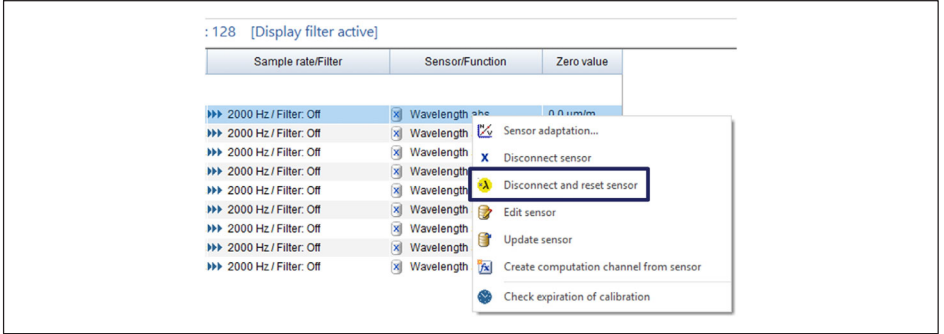 : 128 [Display filter active]
Sample rate/Filter Sensor/Function Zero value
2000 Hz / Filter: Off Wavelength abs 0.0 µm/m
2000 Hz / Filter: Off Wavelength
2000 Hz / Filter: Off Wavelength
2000 Hz / Filter: Off Wavelength
2000 Hz / Filter: Off Wavelength
2000 Hz / Filter: Off Wavelength
2000 Hz / Filter: Off Wavelength
2000 Hz / Filter: Off Wavelength
2000 Hz / Filter: Off Wavelength
Sensor adaptation...
Disconnect sensor
Disconnect and reset sensor
Edit sensor
Update sensor
Create computation channel from sensor
Check expiration of calibration